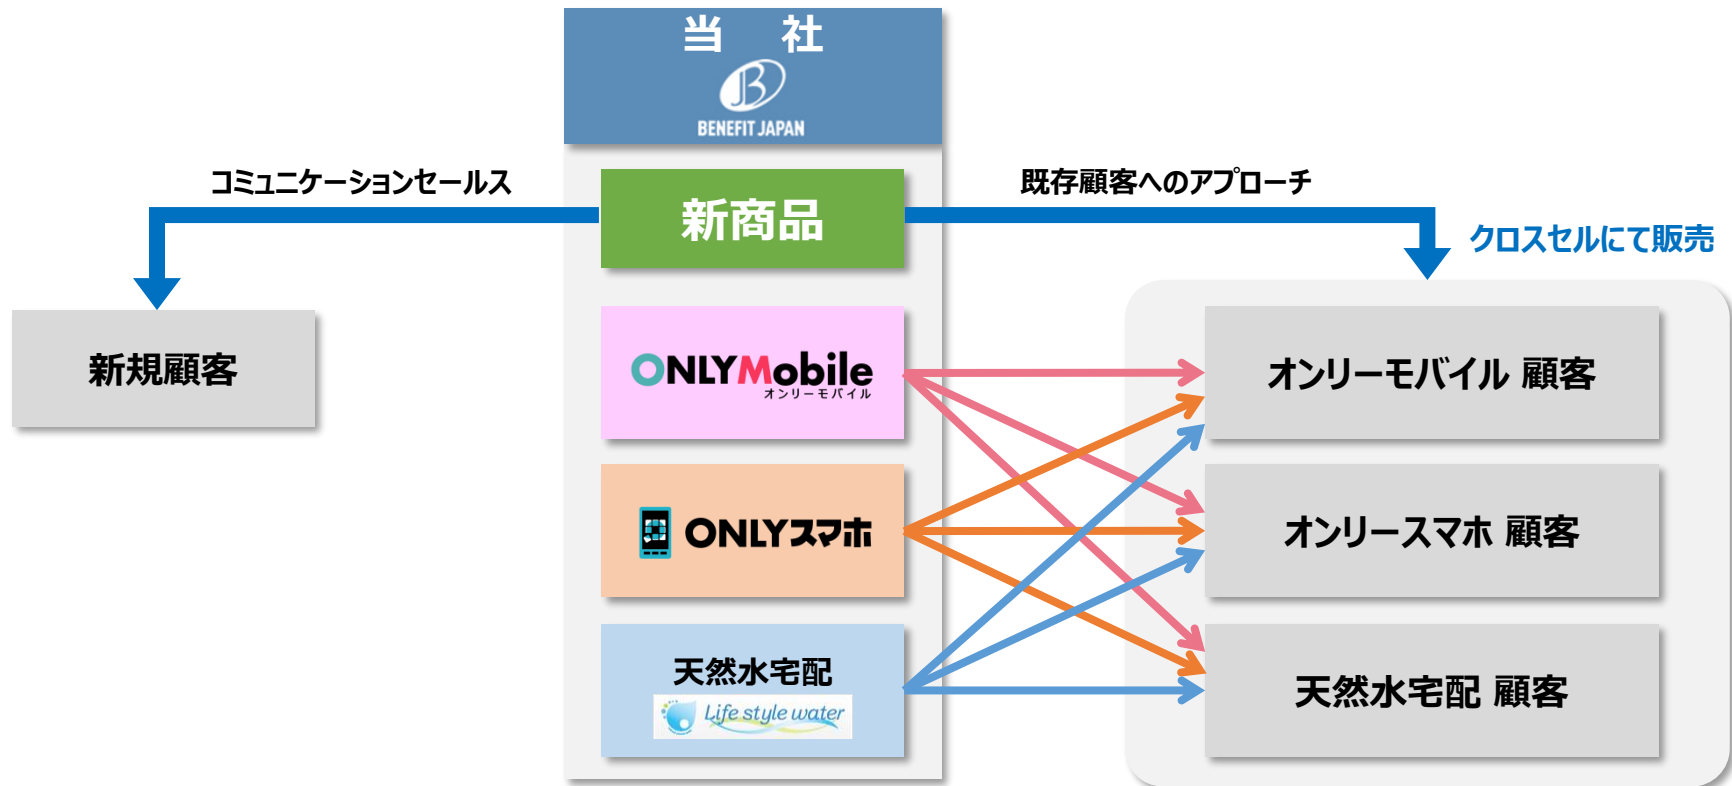 当 社
BENEFIT JAPAN
コミュニケーションセールス
既存顧客へのアプローチ
新商品
クロスセルにて販売
新規顧客
ONLYMobile
オンリーモバイル
オンリーモバイル 顧客
ONLYスマホ
オンリースマホ 顧客
天然水宅配
Life style water
天然水宅配 顧客